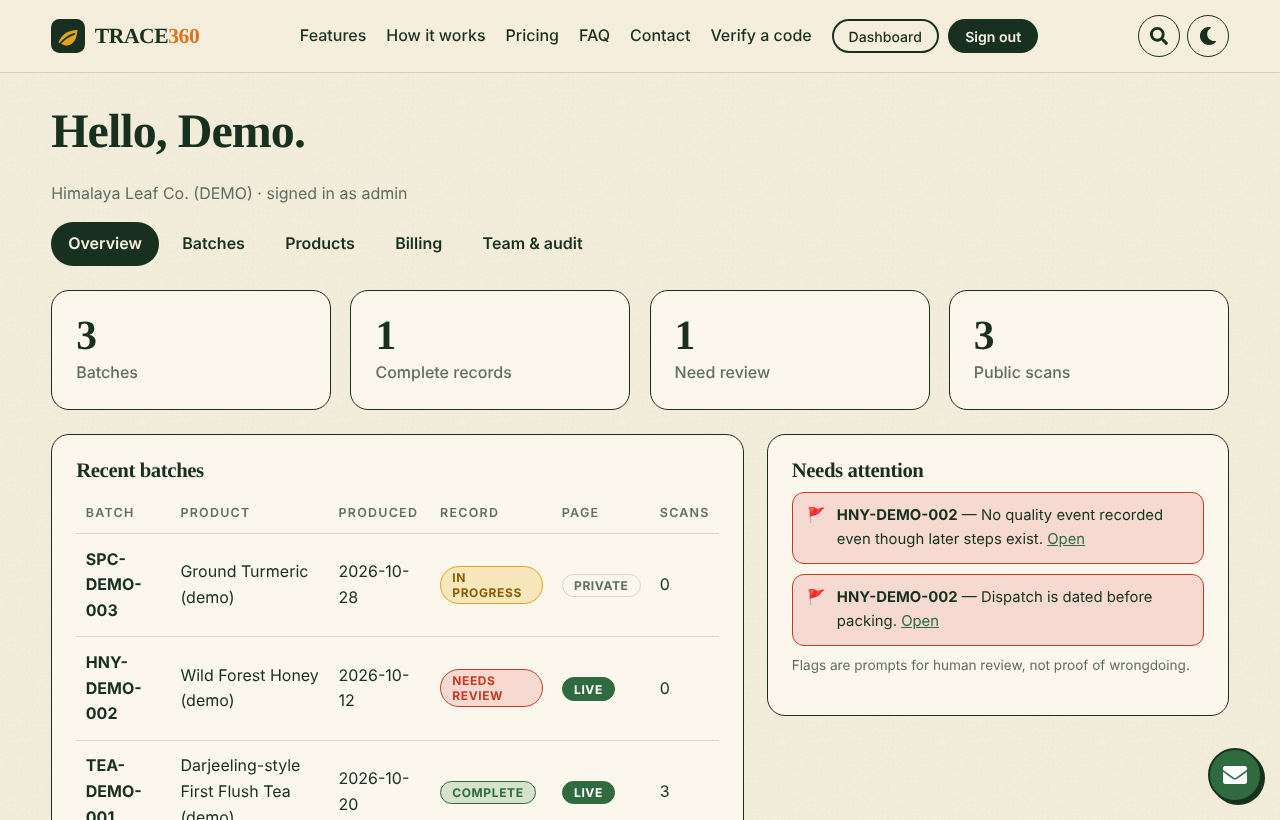 TRACE360
Features How it works Pricing FAQ Contact Verify a code Dashboard Sign out
Hello, Demo.
Himalaya Leaf Co. (DEMO) · signed in as admin
Overview Batches Products Billing Team & audit
3
Batches
1
Complete records
1
Need review
3
Public scans
Recent batches
BATCH PRODUCT PRODUCED RECORD PAGE SCANS
SPC-
DEMO-
003
Ground Turmeric
(demo)
2026-10-
28
IN
PROGRESS
PRIVATE
0
HNY-
DEMO-
002
Wild Forest Honey
(demo)
2026-10-
12
NEEDS
REVIEW
LIVE
0
TEA-
DEMO-
001
Darjeeling-style
First Flush Tea
(demo)
2026-10-
20
COMPLETE
LIVE
3
Needs attention
HNY-DEMO-002 — No quality event recorded
even though later steps exist. Open
HNY-DEMO-002 — Dispatch is dated before
packing. Open
Flags are prompts for human review, not proof of wrongdoing.